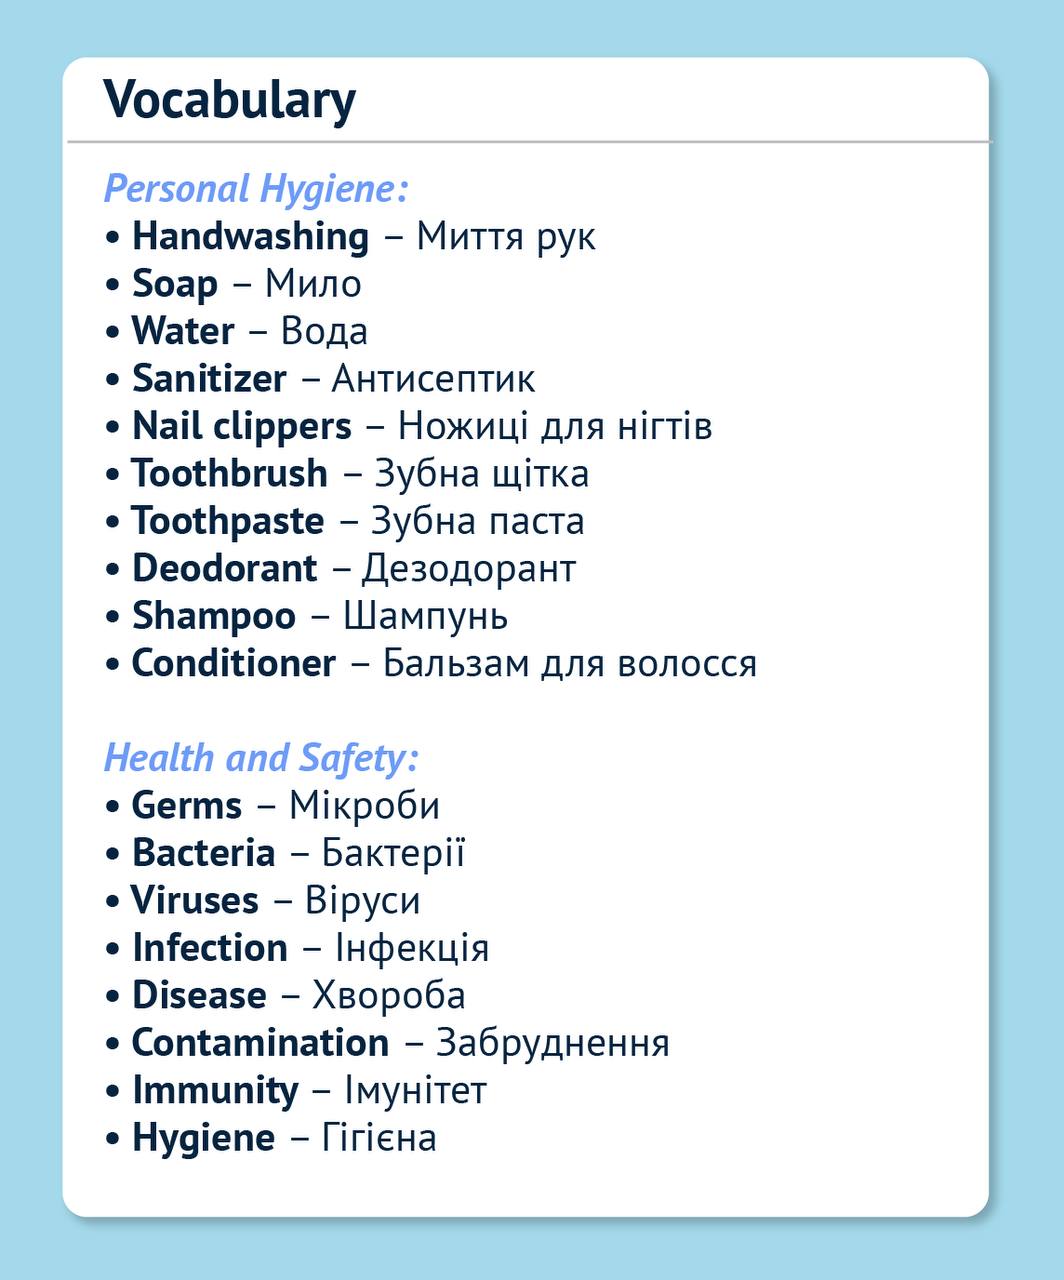 Vocabulary
Personal Hygiene:
• Handwashing – Миття рук
• Soap – Мило
• Water – Вода
• Sanitizer – Антисептик
• Nail clippers – Ножиці для нігтів
• Toothbrush – Зубна щітка
• Toothpaste – Зубна паста
• Deodorant – Дезодорант
• Shampoo – Шампунь
• Conditioner – Бальзам для волосся
Health and Safety:
• Germs – Мікроби
• Bacteria – Бактерії
• Viruses – Віруси
• Infection – Інфекція
• Disease – Хвороба
• Contamination – Забруднення
• Immunity – Імунітет
• Hygiene – Гігієна